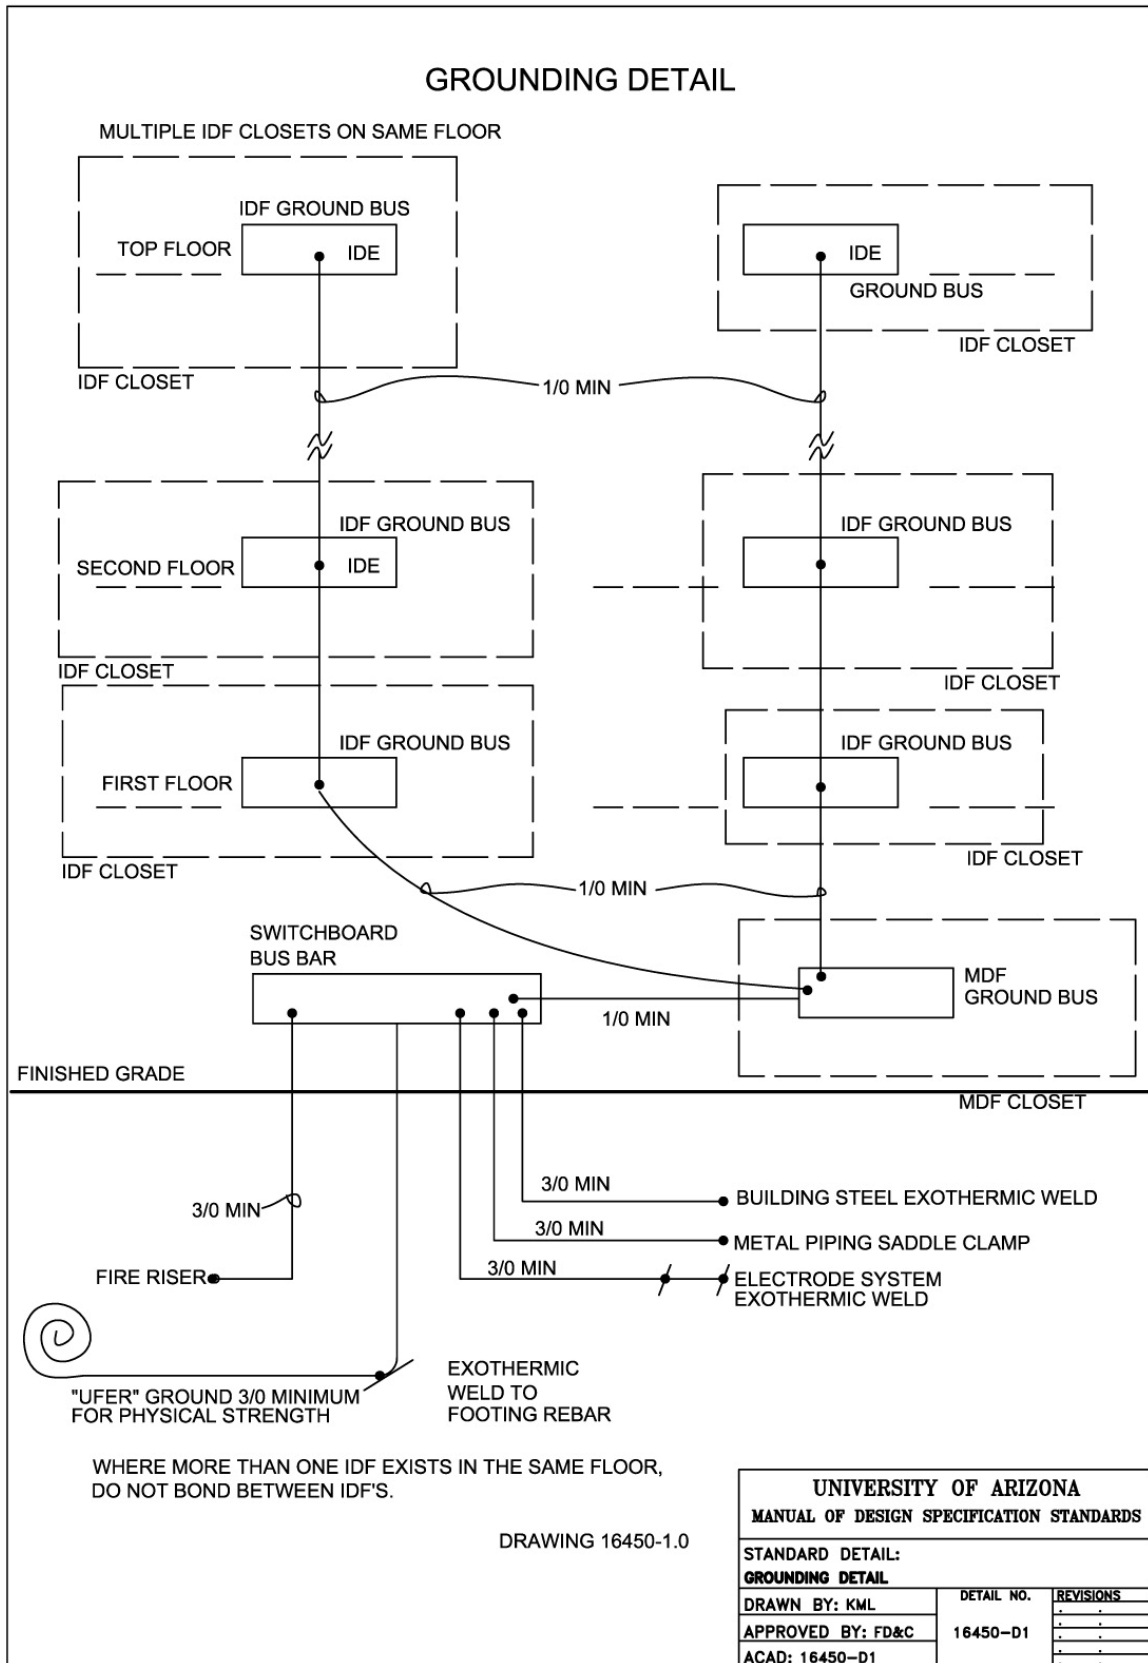 GROUNDING DETAIL
MULTIPLE IDF CLOSETS ON SAME FLOOR
IDF GROUND BUS
TOP FLOOR
IDE
IDF CLOSET
IDE
GROUND BUS
IDF CLOSET
1/0 MIN
IDF GROUND BUS
SECOND FLOOR
IDE
IDF CLOSET
IDF GROUND BUS
IDF CLOSET
IDF GROUND BUS
FIRST FLOOR
IDF CLOSET
IDF GROUND BUS
IDF CLOSET
1/0 MIN
SWITCHBOARD
BUS BAR
MDF
GROUND BUS
1/0 MIN
FINISHED GRADE
MDF CLOSET
3/0 MIN
FIRE RISER
3/0 MIN
BUILDING STEEL EXOTHERMIC WELD
3/0 MIN
METAL PIPING SADDLE CLAMP
3/0 MIN
ELECTRODE SYSTEM
EXOTHERMIC WELD
"UFER" GROUND 3/0 MINIMUM
FOR PHYSICAL STRENGTH
EXOTHERMIC
WELD TO
FOOTING REBAR
WHERE MORE THAN ONE IDF EXISTS IN THE SAME FLOOR,
DO NOT BOND BETWEEN IDF'S.
DRAWING 16450-1.0
UNIVERSITY OF ARIZONA
MANUAL OF DESIGN SPECIFICATION STANDARDS
STANDARD DETAIL:
GROUNDING DETAIL
DRAWN BY: KML
APPROVED BY: FD&C
ACAD: 16450-D1
DETAIL NO.
16450-D1
REVISIONS